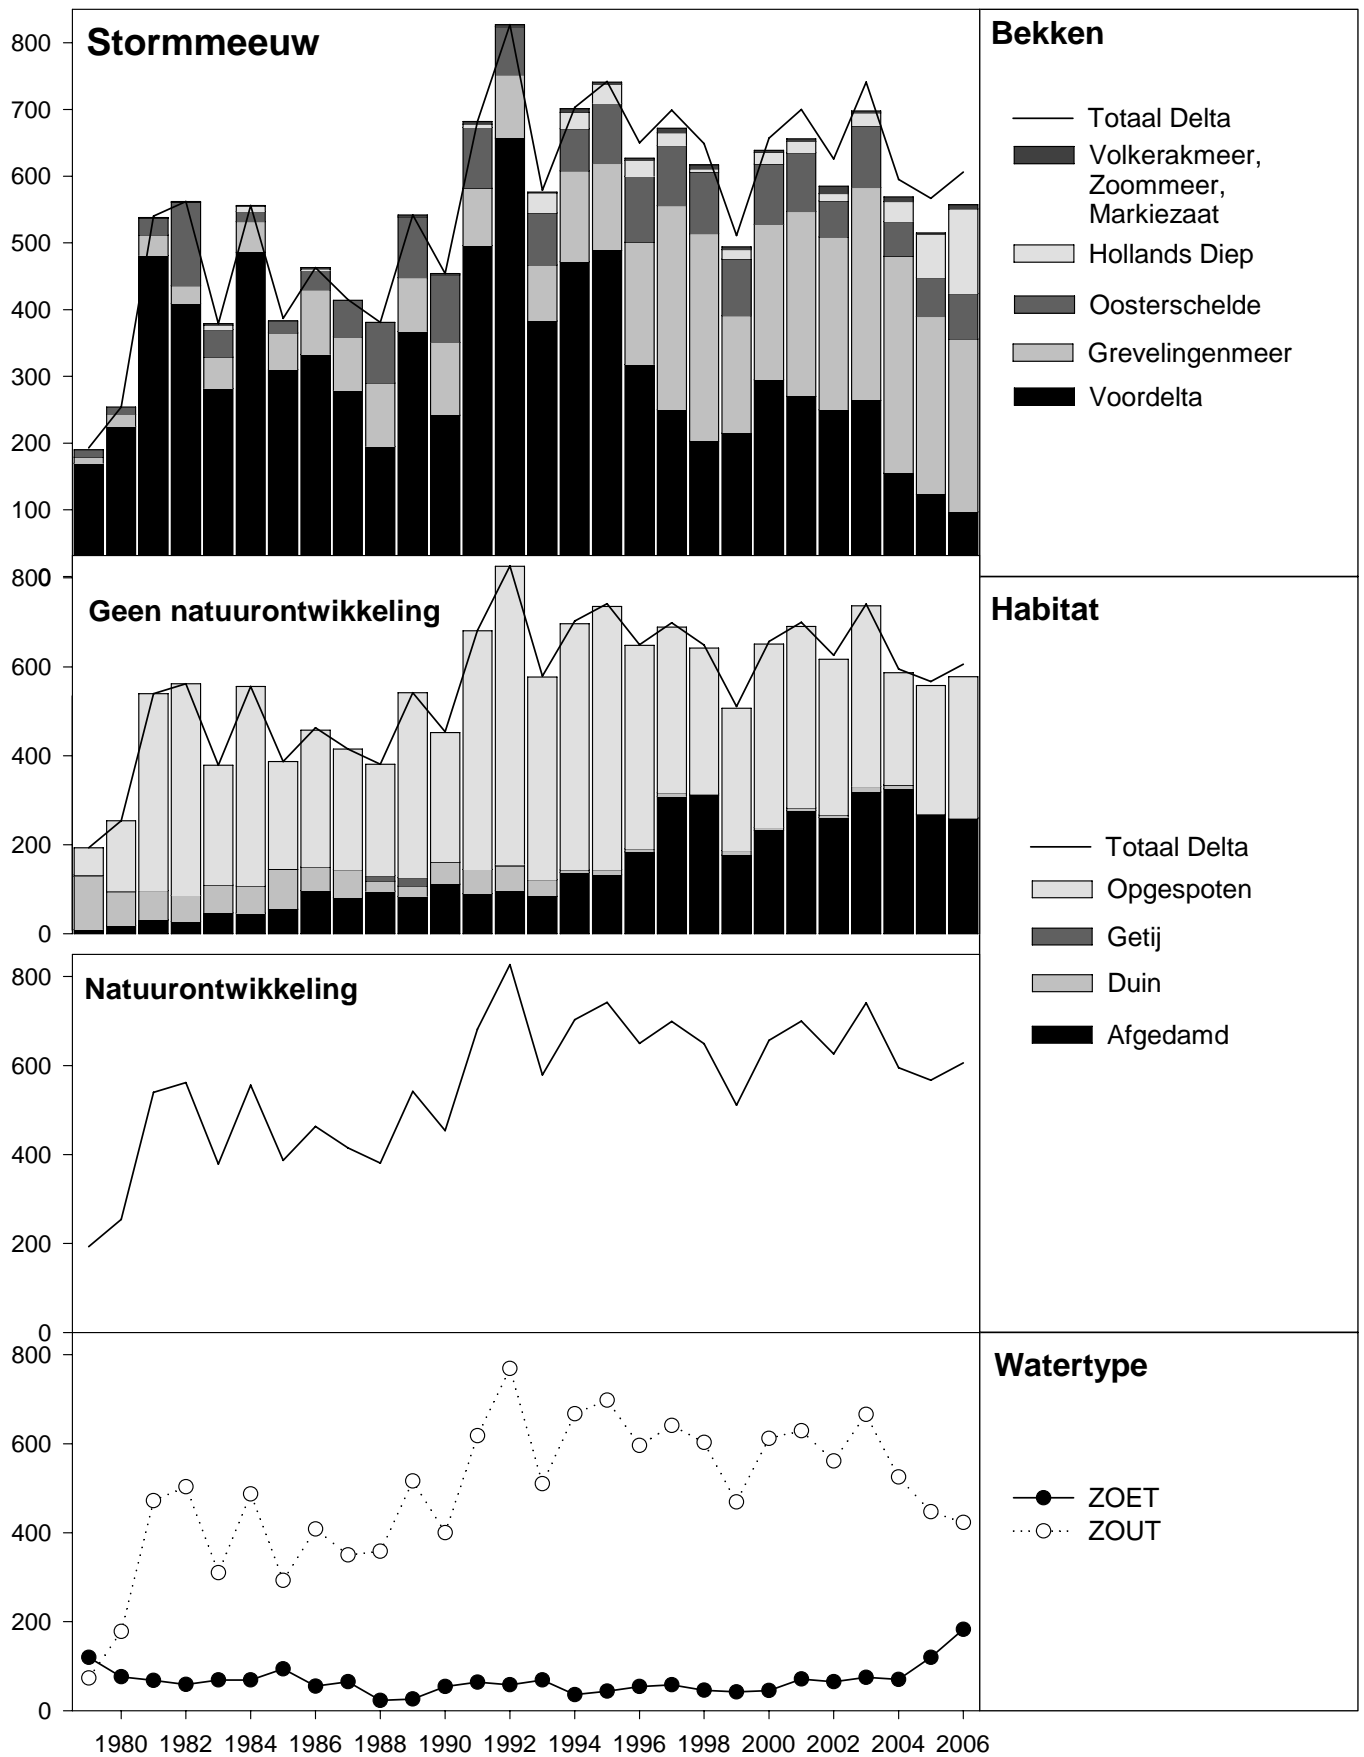 Stormmeeuw
800
700
600
500
400
300
200
100
0
Bekken
Totaal Delta
Volkerakmeer,
Zoommeer,
Markiezaat
Hollands Diep
Oosterschelde
Grevelingenmeer
Voordelta
Geen natuurontwikkeling
800
600
400
200
0
Habitat
Totaal Delta
Opgespoten
Getij
Duin
Afgedamd
Natuurontwikkeling
800
600
400
200
0
Watertype
800
600
400
200
0
ZOET
ZOUT
1980 1982 1984 1986 1988 1990 1992 1994 1996 1998 2000 2002 2004 2006